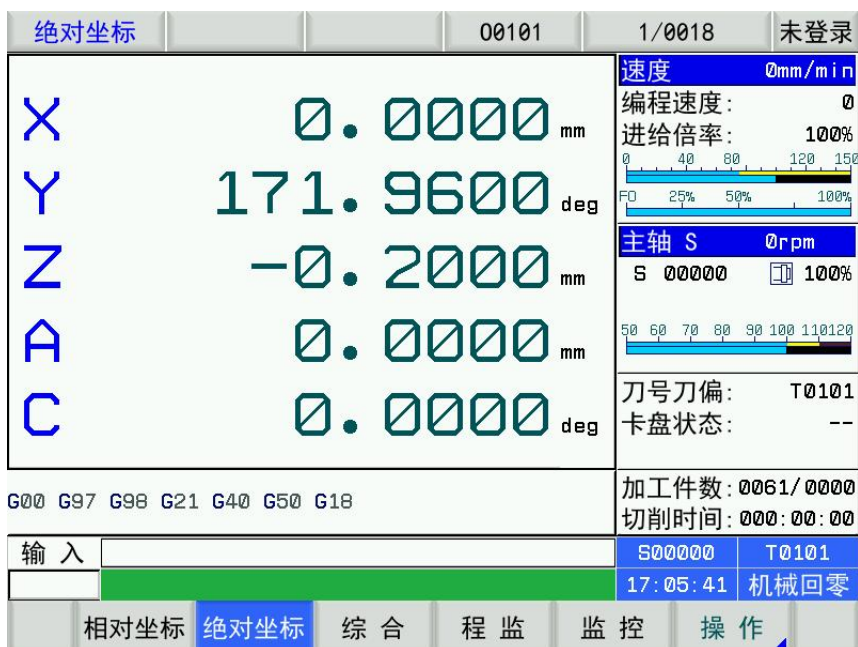 绝对坐标 O0101 1/0018 未登录
X 0.0000 mm
Y 171.9600 deg
Z -0.2000 mm
A 0.0000 mm
C 0.0000 deg
速度 0mm/min
编程速度: 0
进给倍率: 100%
0 40 80 120 150
F0 25% 50% 100%
主轴 S 0rpm
S 00000 100%
50 60 70 80 90 100 110120
刀号刀偏: T0101
卡盘状态: --
G00 G97 G98 G21 G40 G50 G18
加工件数:0061/0000
切削时间:000:00:00
输 入 S00000 T0101
17:05:41 机械回零
相对坐标 绝对坐标 综 合 程 监 监 控 操 作